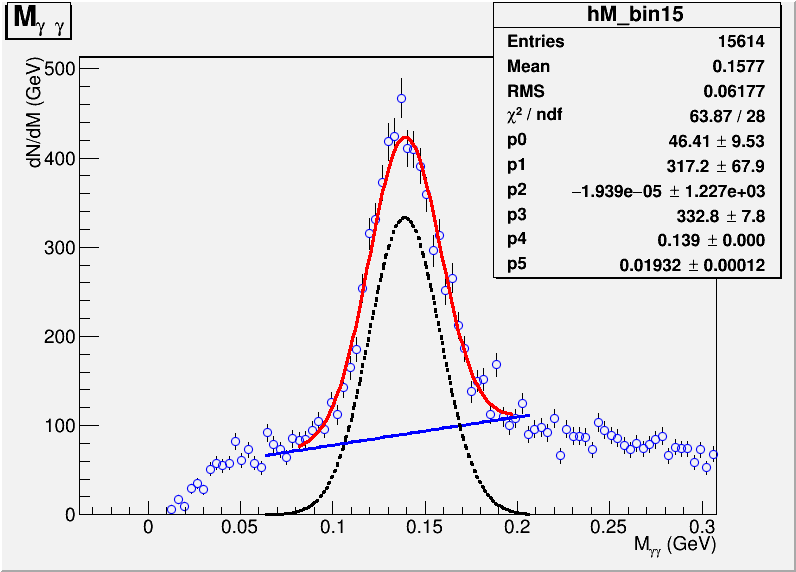 M_γ γ
hM_bin15
Entries 15614
Mean 0.1577
RMS 0.06177
χ² / ndf 63.87 / 28
p0 46.41 ± 9.53
p1 317.2 ± 67.9
p2 −1.939e−05 ± 1.227e+03
p3 332.8 ± 7.8
p4 0.139 ± 0.000
p5 0.01932 ± 0.00012
dN/dM (GeV)
500
400
300
200
100
0
0 0.05 0.1 0.15 0.2 0.25 0.3
M_γγ (GeV)